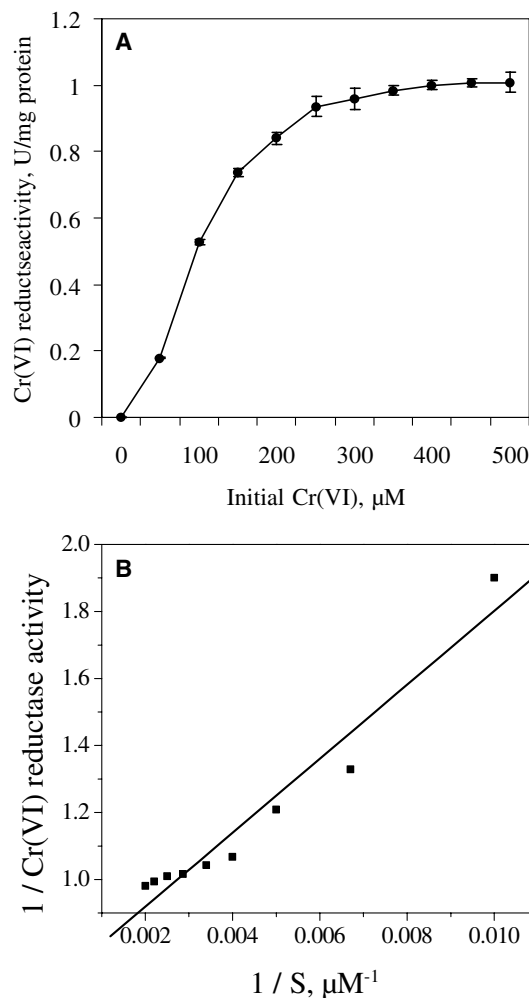 A
Cr(VI) reductseactivity, U/mg protein
1.2
1
0.8
0.6
0.4
0.2
0
0 100 200 300 400 500
Initial Cr(VI), µM
B
1 / Cr(VI) reductase activity
2.0
1.8
1.6
1.4
1.2
1.0
0.002 0.004 0.006 0.008 0.010
1 / S, µM-1